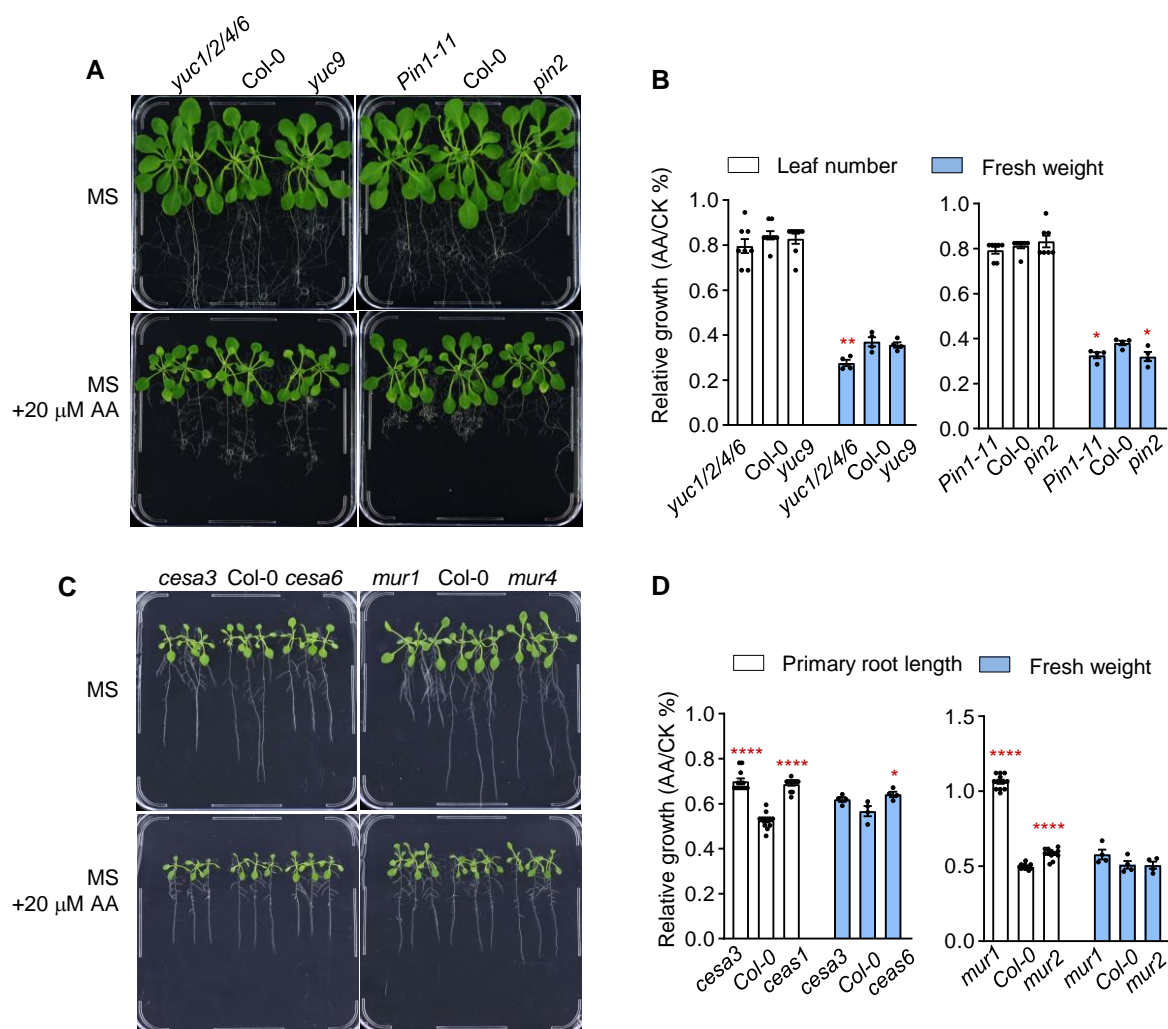 A
yuc1/2/4/6 Col-0 yuc9
Pin1-11 Col-0 pin2
MS
MS
+20 μM AA
B
Leaf number Fresh weight
Relative growth (AA/CK %)
1.0
0.8
0.6
0.4
0.2
0.0
**
yuc1/2/4/6 Col-0 yuc9 yuc1/2/4/6 Col-0 yuc9
1.0
0.8
0.6
0.4
0.2
0.0
* *
Pin1-11 Col-0 pin2 Pin1-11 Col-0 pin2
C
cesa3 Col-0 cesa6
mur1 Col-0 mur4
MS
MS
+20 μM AA
D
Primary root length Fresh weight
Relative growth (AA/CK %)
1.0
0.8
0.6
0.4
0.2
0.0
**** **** *
cesa3 Col-0 ceas1 cesa3 Col-0 ceas6
1.5
1.0
0.5
0.0
**** ****
mur1 Col-0 mur2 mur1 Col-0 mur2